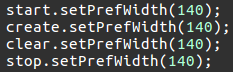 start.setPrefWidth(140);
create.setPrefWidth(140);
clear.setPrefWidth(140);
stop.setPrefWidth(140);